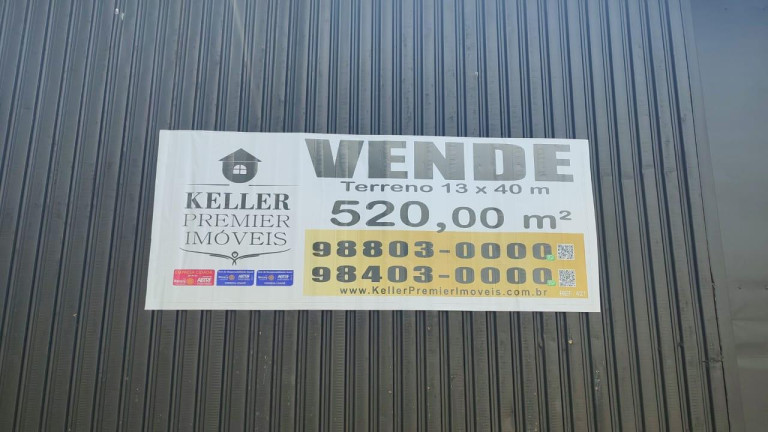 KELLER
PREMIER
IMÓVEIS
VENDE
Terreno 13 x 40 m
520,00 m²
98803-0000
98403-0000
www.KellerPremierImoveis.com.br